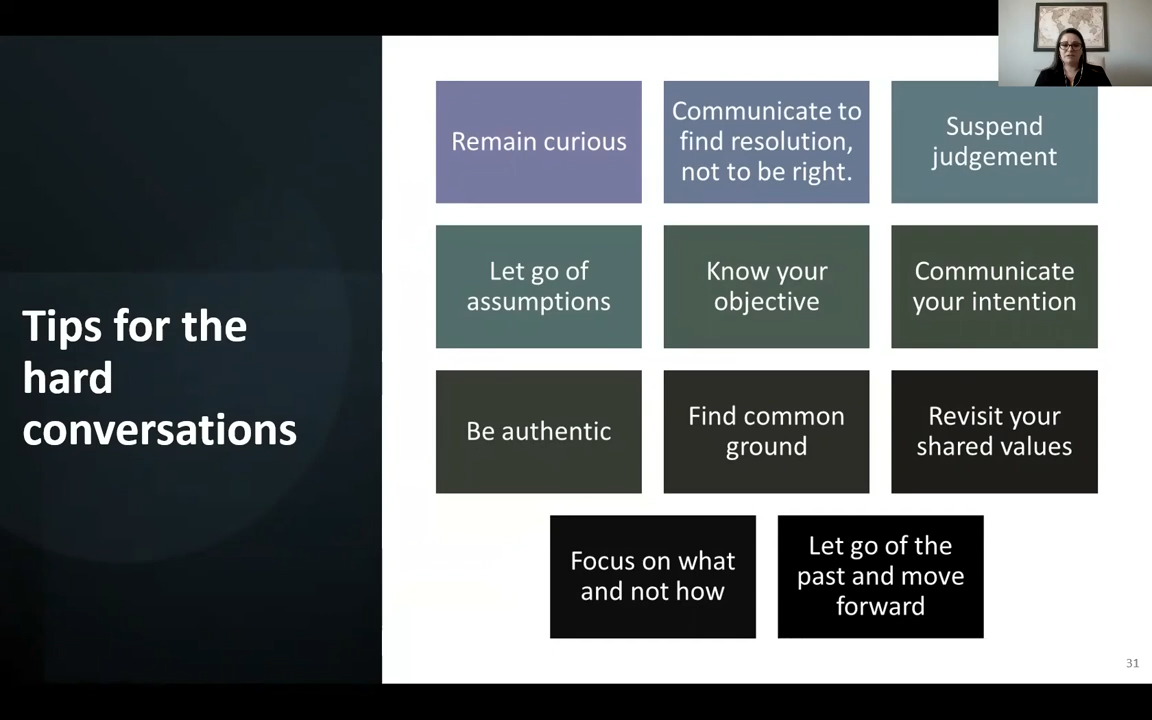 Tips for the
hard
conversations
Remain curious
Communicate to
find resolution,
not to be right.
Suspend
judgement
Let go of
assumptions
Know your
objective
Communicate
your intention
Be authentic
Find common
ground
Revisit your
shared values
Focus on what
and not how
Let go of the
past and move
forward
31